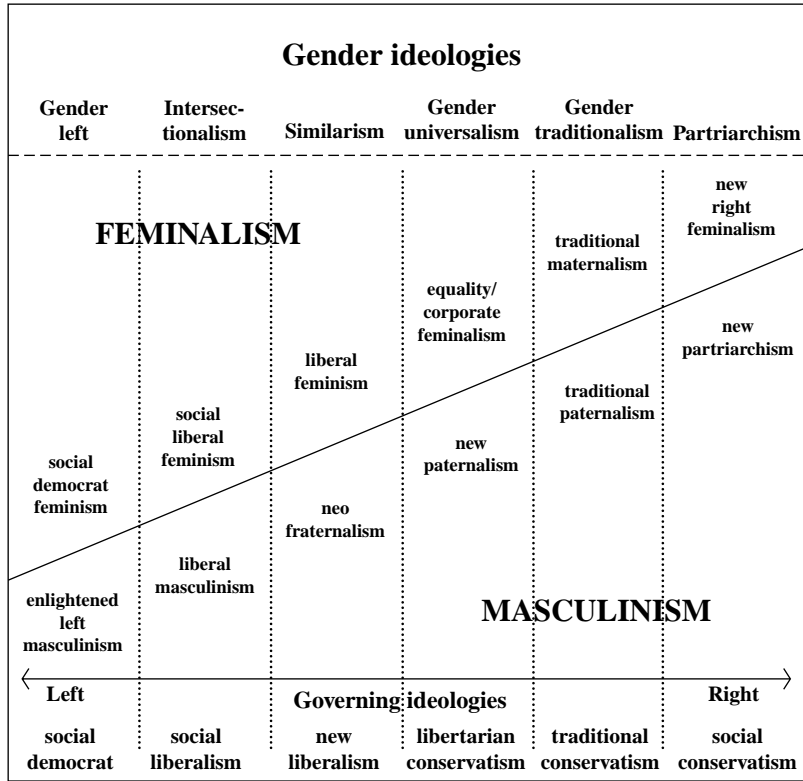 Gender ideologies
Gender
left
Intersec-
tionalism
Similarism
Gender
universalism
Gender
traditionalism
Partriarchism
FEMINALISM
new
right
feminalism
traditional
maternalism
equality/
corporate
feminalism
liberal
feminism
social
liberal
feminism
social
democrat
feminism
new
partriarchism
traditional
paternalism
new
paternalism
neo
fraternalism
liberal
masculinism
enlightened
left
masculinism
MASCULINISM
Left
Governing ideologies
Right
social
democrat
social
liberalism
new
liberalism
libertarian
conservatism
traditional
conservatism
social
conservatism